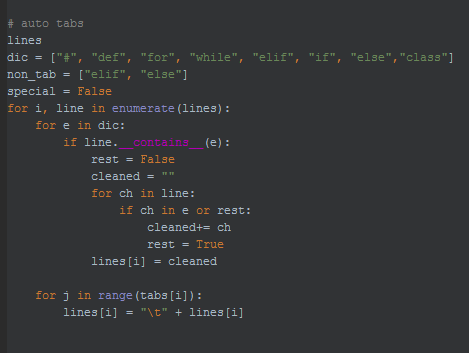 # auto tabs
lines
dic = ["#", "def", "for", "while", "elif", "if", "else","class"]
non_tab = ["elif", "else"]
special = False
for i, line in enumerate(lines):
    for e in dic:
        if line.__contains__(e):
            rest = False
            cleaned = ""
            for ch in line:
                if ch in e or rest:
                    cleaned+= ch
                    rest = True
            lines[i] = cleaned

    for j in range(tabs[i]):
        lines[i] = "\t" + lines[i]